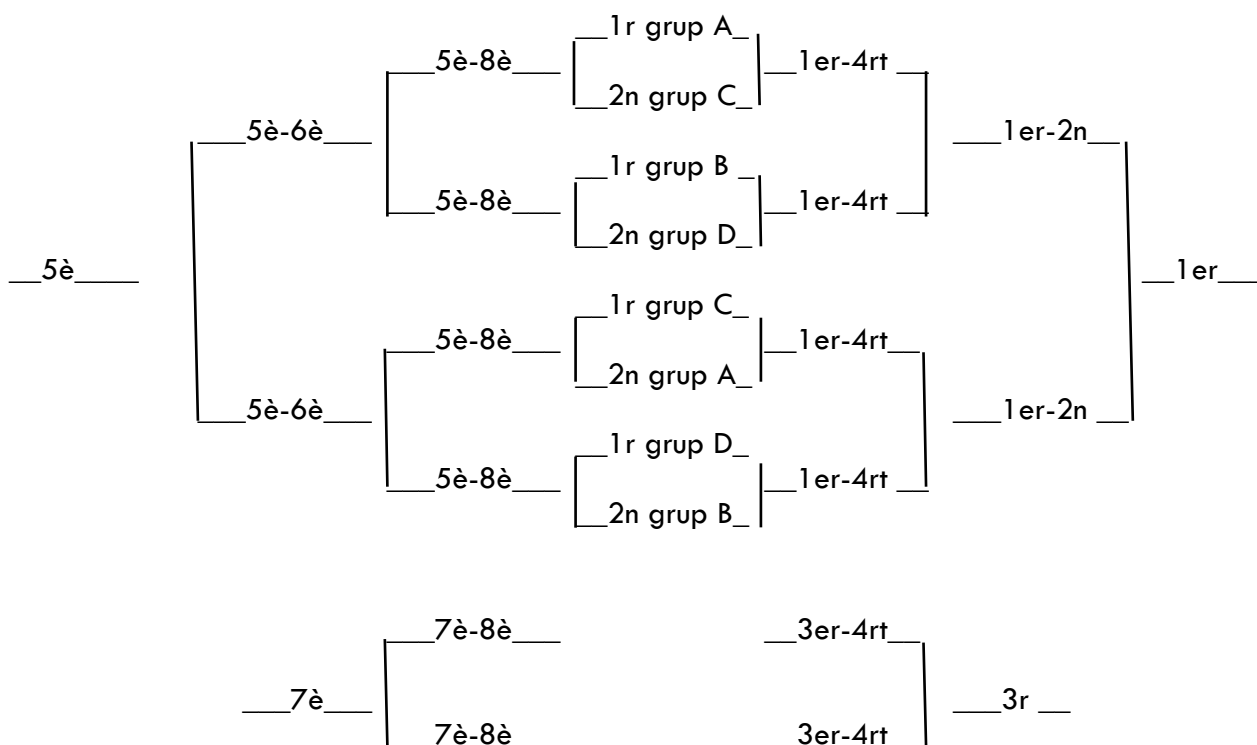 1r grup A
5è-8è 1er-4rt
2n grup C
5è-6è 1er-2n
1r grup B
5è-8è 1er-4rt
2n grup D
5è 1er
1r grup C
5è-8è 1er-4rt
2n grup A
5è-6è 1er-2n
1r grup D
5è-8è 1er-4rt
2n grup B
7è-8è 3er-4rt
7è 3r
7è-8è 3er-4rt